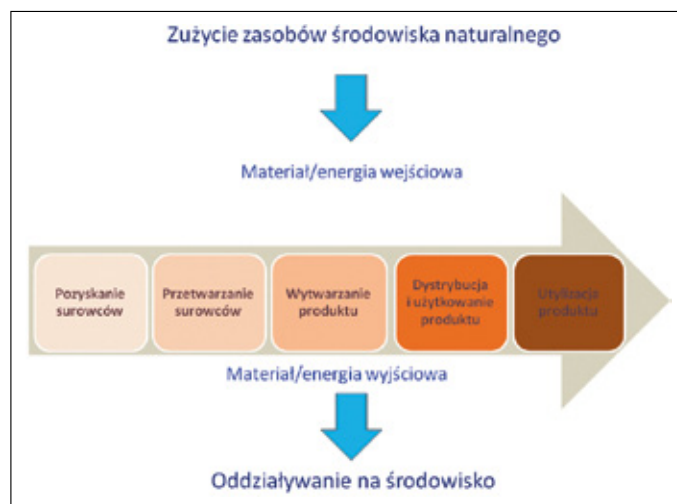 Zużycie zasobów środowiska naturalnego
Materiał/energia wejściowa
Pozyskanie
surowców
Przetwarzanie
surowców
Wytwarzanie
produktu
Dystrybucja
i użytkowanie
produktu
Utylizacja
produktu
Materiał/energia wyjściowa
Oddziaływanie na środowisko